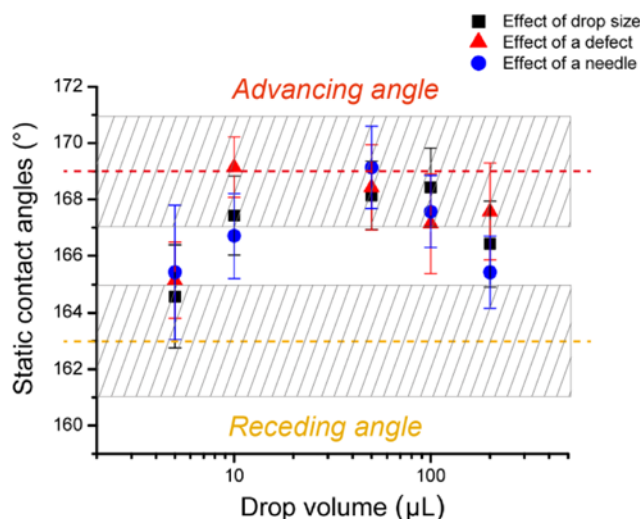 Effect of drop size
Effect of a defect
Effect of a needle
Advancing angle
172
170
168
166
164
162
160
Static contact angles (°)
Receding angle
10
100
Drop volume (µL)